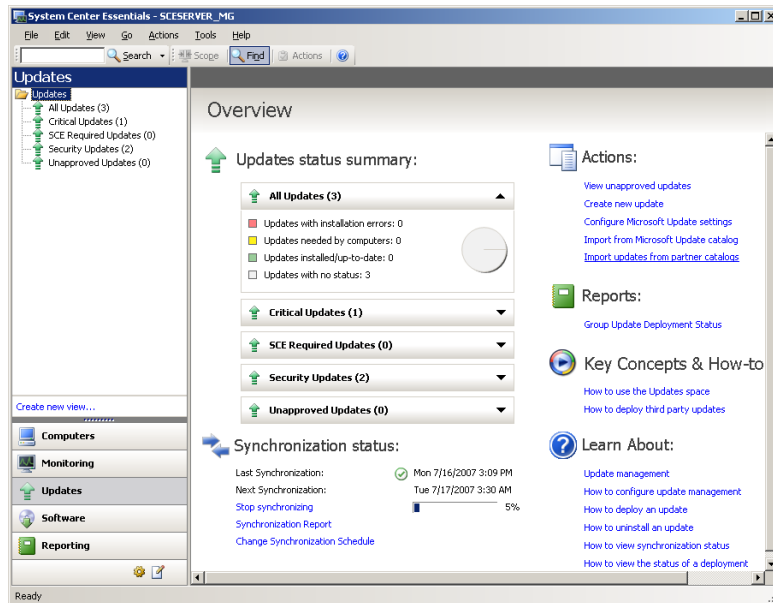 System Center Essentials - SCESERVER_MG
File Edit View Go Actions Tools Help
Search Scope Find Actions
Updates
Updates
All Updates (3)
Critical Updates (1)
SCE Required Updates (0)
Security Updates (2)
Unapproved Updates (0)
Create new view...
Computers
Monitoring
Updates
Software
Reporting
Overview
Updates status summary:
All Updates (3)
Updates with installation errors: 0
Updates needed by computers: 0
Updates installed/up-to-date: 0
Updates with no status: 3
Critical Updates (1)
SCE Required Updates (0)
Security Updates (2)
Unapproved Updates (0)
Synchronization status:
Last Synchronization: Mon 7/16/2007 3:09 PM
Next Synchronization: Tue 7/17/2007 3:30 AM
Stop synchronizing 5%
Synchronization Report
Change Synchronization Schedule
Actions:
View unapproved updates
Create new update
Configure Microsoft Update settings
Import from Microsoft Update catalog
Import updates from partner catalogs
Reports:
Group Update Deployment Status
Key Concepts & How-to
How to use the Updates space
How to deploy third party updates
Learn About:
Update management
How to configure update management
How to deploy an update
How to uninstall an update
How to view synchronization status
How to view the status of a deployment
Ready